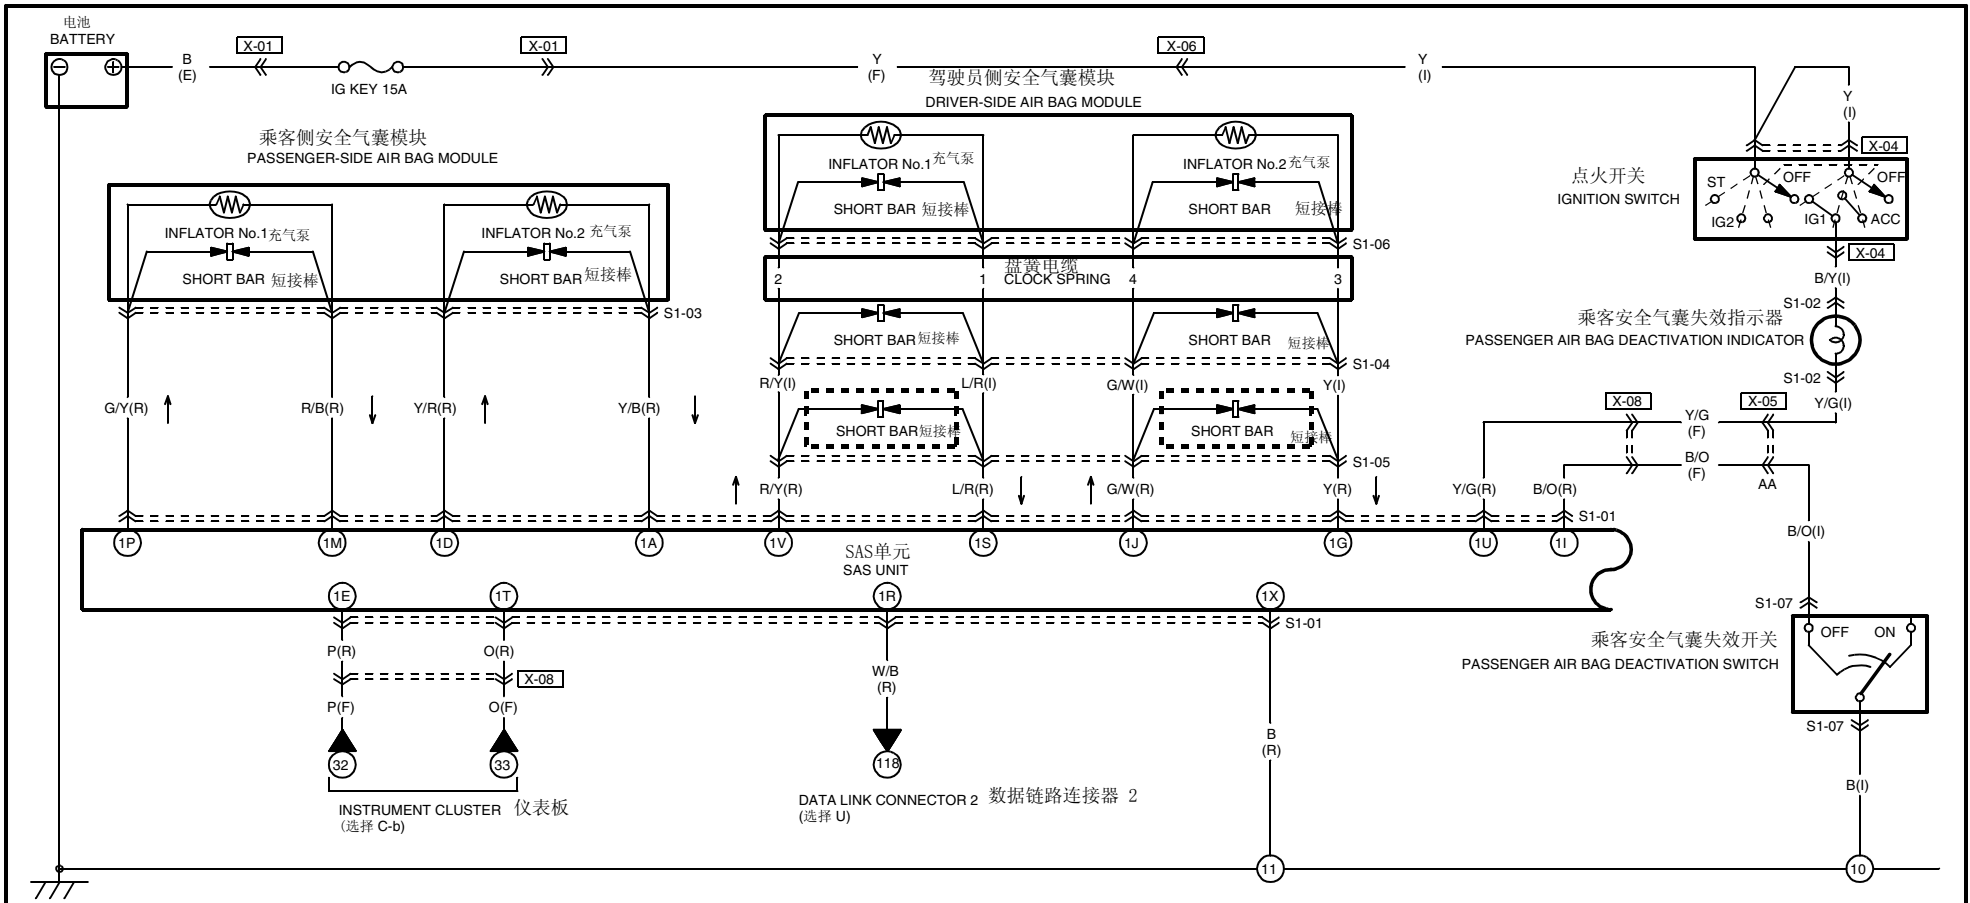 电池
BATTERY
B
(E)
X-01
IG KEY 15A
X-01
Y
(F)
X-06
Y
(I)
Y
(I)
X-04
驾驶员侧安全气囊模块
DRIVER-SIDE AIR BAG MODULE
乘客侧安全气囊模块
PASSENGER-SIDE AIR BAG MODULE
INFLATOR No.1充气泵
SHORT BAR 短接棒
INFLATOR No.2 充气泵
SHORT BAR 短接棒
S1-03
INFLATOR No.1充气泵
SHORT BAR 短接棒
INFLATOR No.2充气泵
SHORT BAR 短接棒
S1-06
盘簧电缆
2 1 CLOCK SPRING 4 3
SHORT BAR短接棒
SHORT BAR 短接棒
S1-04
R/Y(I) L/R(I) G/W(I) Y(I)
SHORT BAR短接棒
SHORT BAR 短接棒
S1-05
点火开关
IGNITION SWITCH
ST OFF OFF
IG2 IG1 ACC
X-04
B/Y(I)
S1-02
乘客安全气囊失效指示器
PASSENGER AIR BAG DEACTIVATION INDICATOR
S1-02
Y/G(I)
X-08 X-05
Y/G
(F)
B/O
(F)
AA
G/Y(R) R/B(R) Y/R(R) Y/B(R)
R/Y(R) L/R(R) G/W(R) Y(R) Y/G(R) B/O(R)
S1-01
B/O(I)
1P 1M 1D 1A 1V 1S 1J 1G 1U 1I
SAS单元
SAS UNIT
1E 1T 1R 1X
S1-01
S1-07
OFF ON
乘客安全气囊失效开关
PASSENGER AIR BAG DEACTIVATION SWITCH
S1-07
B(I)
P(R) O(R)
X-08
P(F) O(F)
32 33
INSTRUMENT CLUSTER 仪表板
(选择 C-b)
W/B
(R)
118
DATA LINK CONNECTOR 2 数据链路连接器 2
(选择 U)
B
(R)
11
10